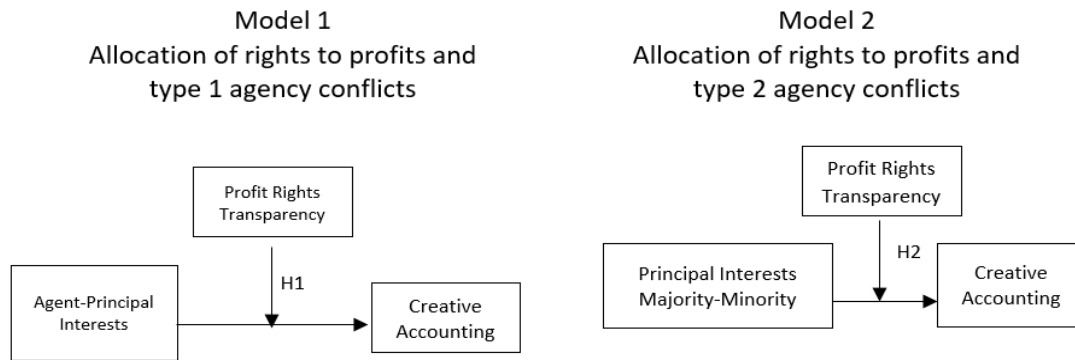 Model 1
Allocation of rights to profits and
type 1 agency conflicts
Model 2
Allocation of rights to profits and
type 2 agency conflicts
Profit Rights
Transparency
H1
Agent-Principal
Interests
Creative
Accounting
Profit Rights
Transparency
H2
Principal Interests
Majority-Minority
Creative
Accounting